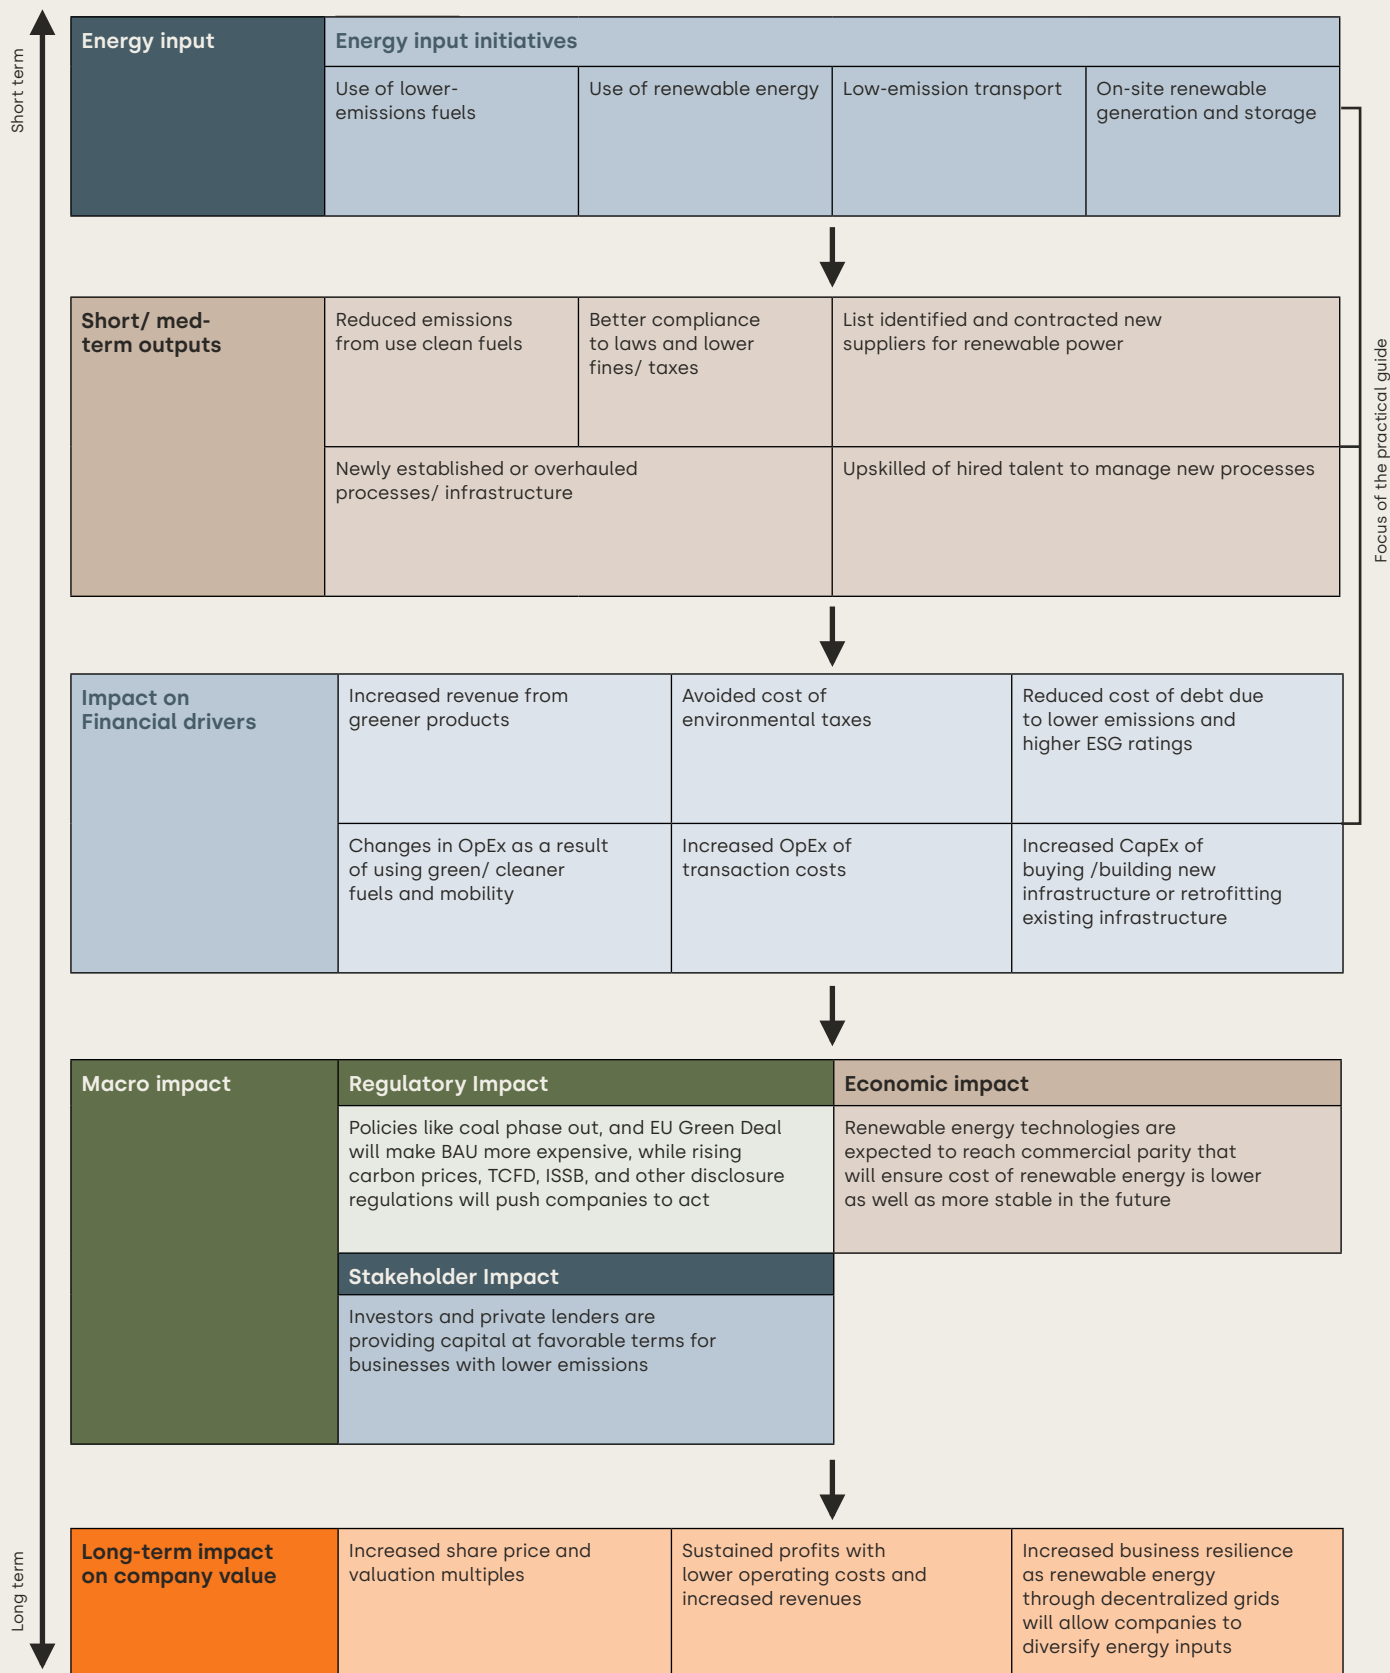 Short term
Energy input
Energy input initiatives
Use of lower-
emissions fuels
Use of renewable energy
Low-emission transport
On-site renewable
generation and storage
Short/ med-
term outputs
Reduced emissions
from use clean fuels
Better compliance
to laws and lower
fines/ taxes
List identified and contracted new
suppliers for renewable power
Newly established or overhauled
processes/ infrastructure
Upskilled of hired talent to manage new processes
Focus of the practical guide
Impact on
Financial drivers
Increased revenue from
greener products
Avoided cost of
environmental taxes
Reduced cost of debt due
to lower emissions and
higher ESG ratings
Changes in OpEx as a result
of using green/ cleaner
fuels and mobility
Increased OpEx of
transaction costs
Increased CapEx of
buying /building new
infrastructure or retrofitting
existing infrastructure
Macro impact
Regulatory Impact
Policies like coal phase out, and EU Green Deal
will make BAU more expensive, while rising
carbon prices, TCFD, ISSB, and other disclosure
regulations will push companies to act
Economic impact
Renewable energy technologies are
expected to reach commercial parity that
will ensure cost of renewable energy is lower
as well as more stable in the future
Stakeholder Impact
Investors and private lenders are
providing capital at favorable terms for
businesses with lower emissions
Long term
Long-term impact
on company value
Increased share price and
valuation multiples
Sustained profits with
lower operating costs and
increased revenues
Increased business resilience
as renewable energy
through decentralized grids
will allow companies to
diversify energy inputs